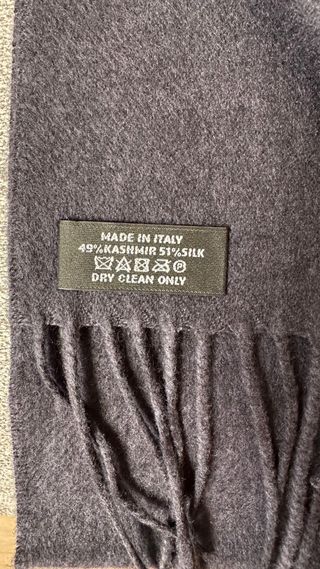 MADE IN ITALY
49%KASHMIR 51%SILK
DRY CLEAN ONLY